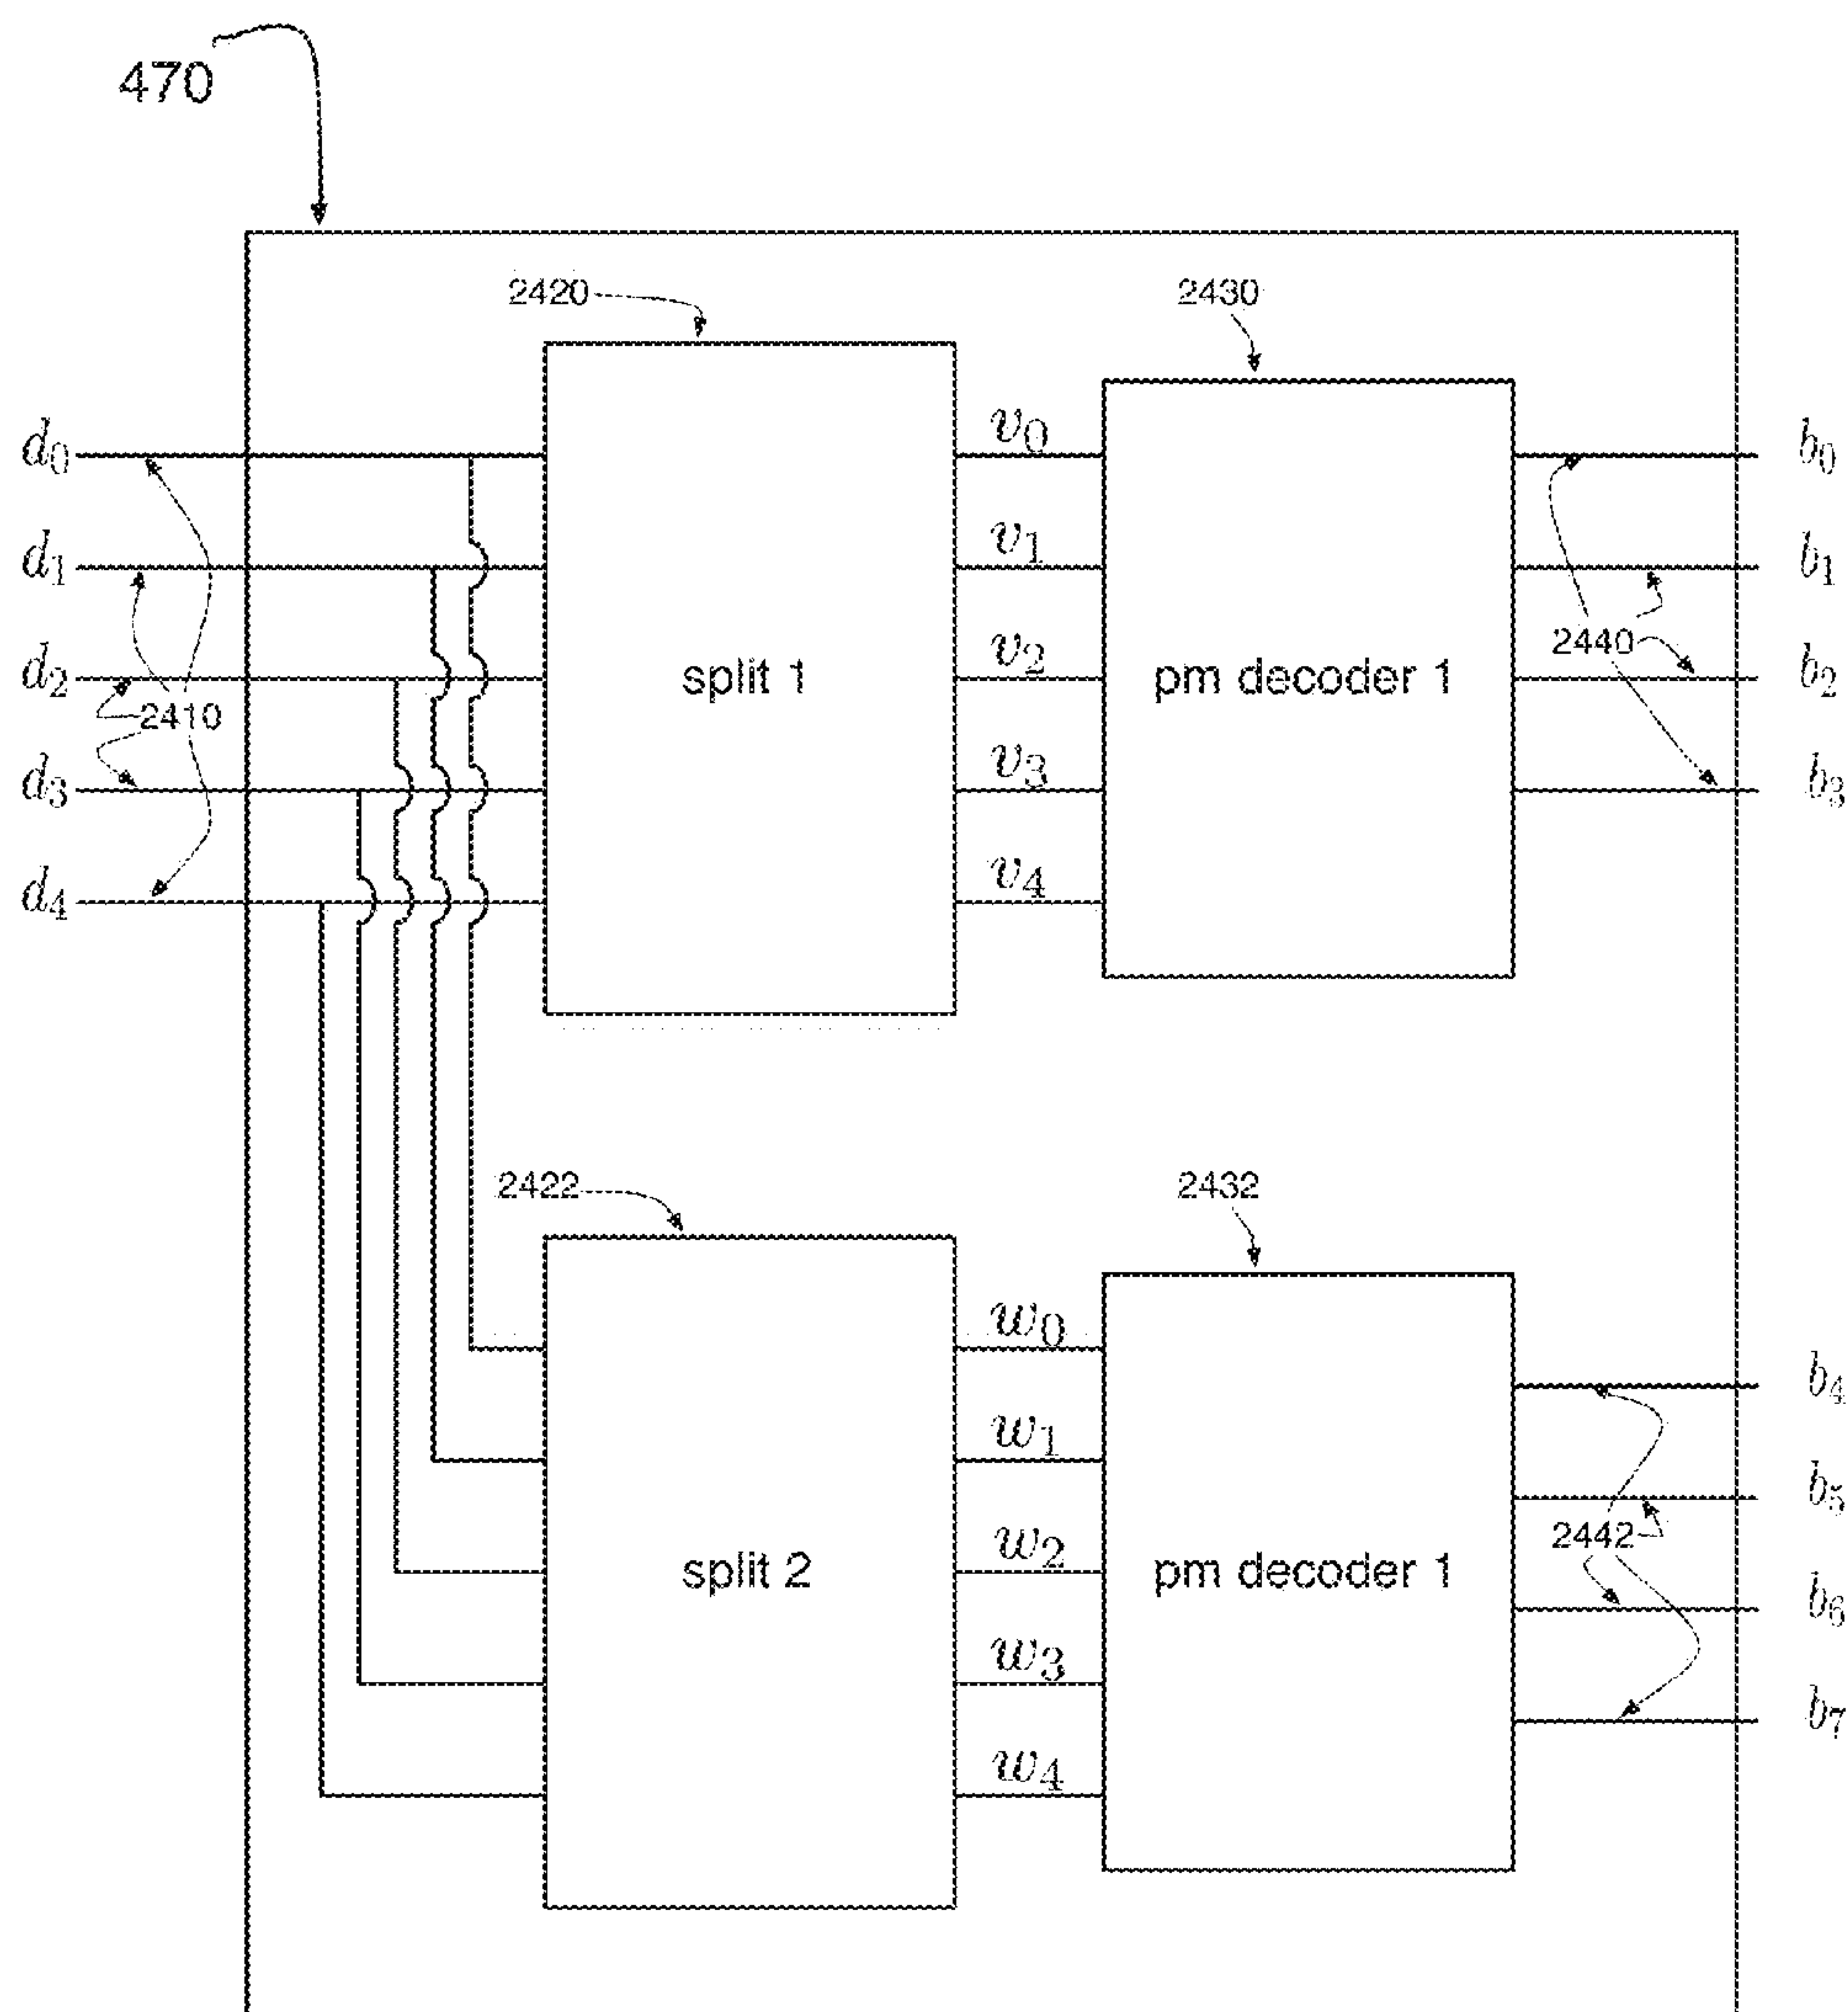 470
2420
2430
d0
v0
b0
d1
v1
b1
2440
d2
split 1
v2
pm decoder 1
b2
2410
d3
v3
b3
d4
v4
2422
2432
w0
b4
w1
b5
2442
split 2
w2
pm decoder 1
b6
w3
b7
w4